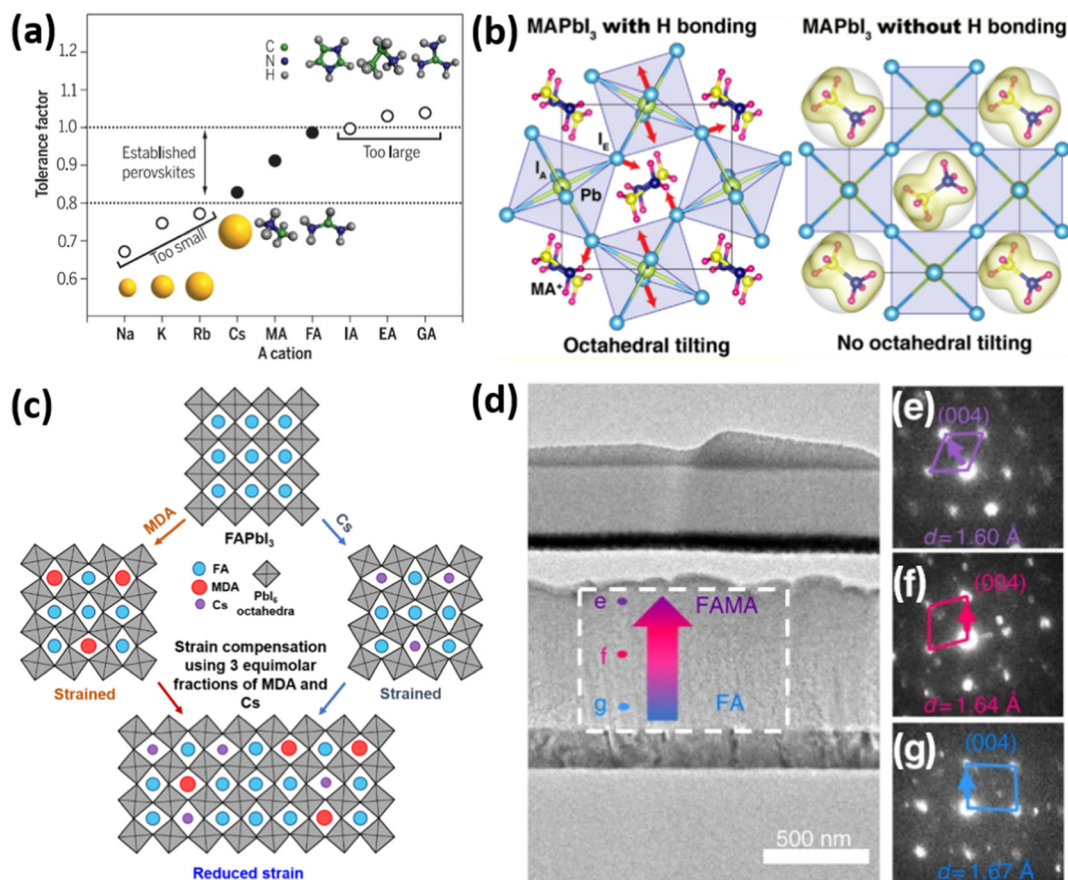 (a)
1.2
1.1
1.0
0.9
0.8
0.7
0.6
Tolerance factor
C
N
H
Established
perovskites
Too large
Too small
Na K Rb Cs MA FA IA EA GA
A cation
(b)
MAPbI₃ with H bonding
I_E
I_A
Pb
MA⁺
Octahedral tilting
MAPbI₃ without H bonding
No octahedral tilting
(c)
FAPbI₃
MDA
Cs
FA
MDA
Cs
PbI₆
octahedra
Strained
Strained
Strain compensation
using 3 equimolar
fractions of MDA and
Cs
Reduced strain
(d)
e
FAMA
f
g
FA
500 nm
(e)
(004)
d=1.60 Å
(f)
(004)
d=1.64 Å
(g)
(004)
d=1.67 Å